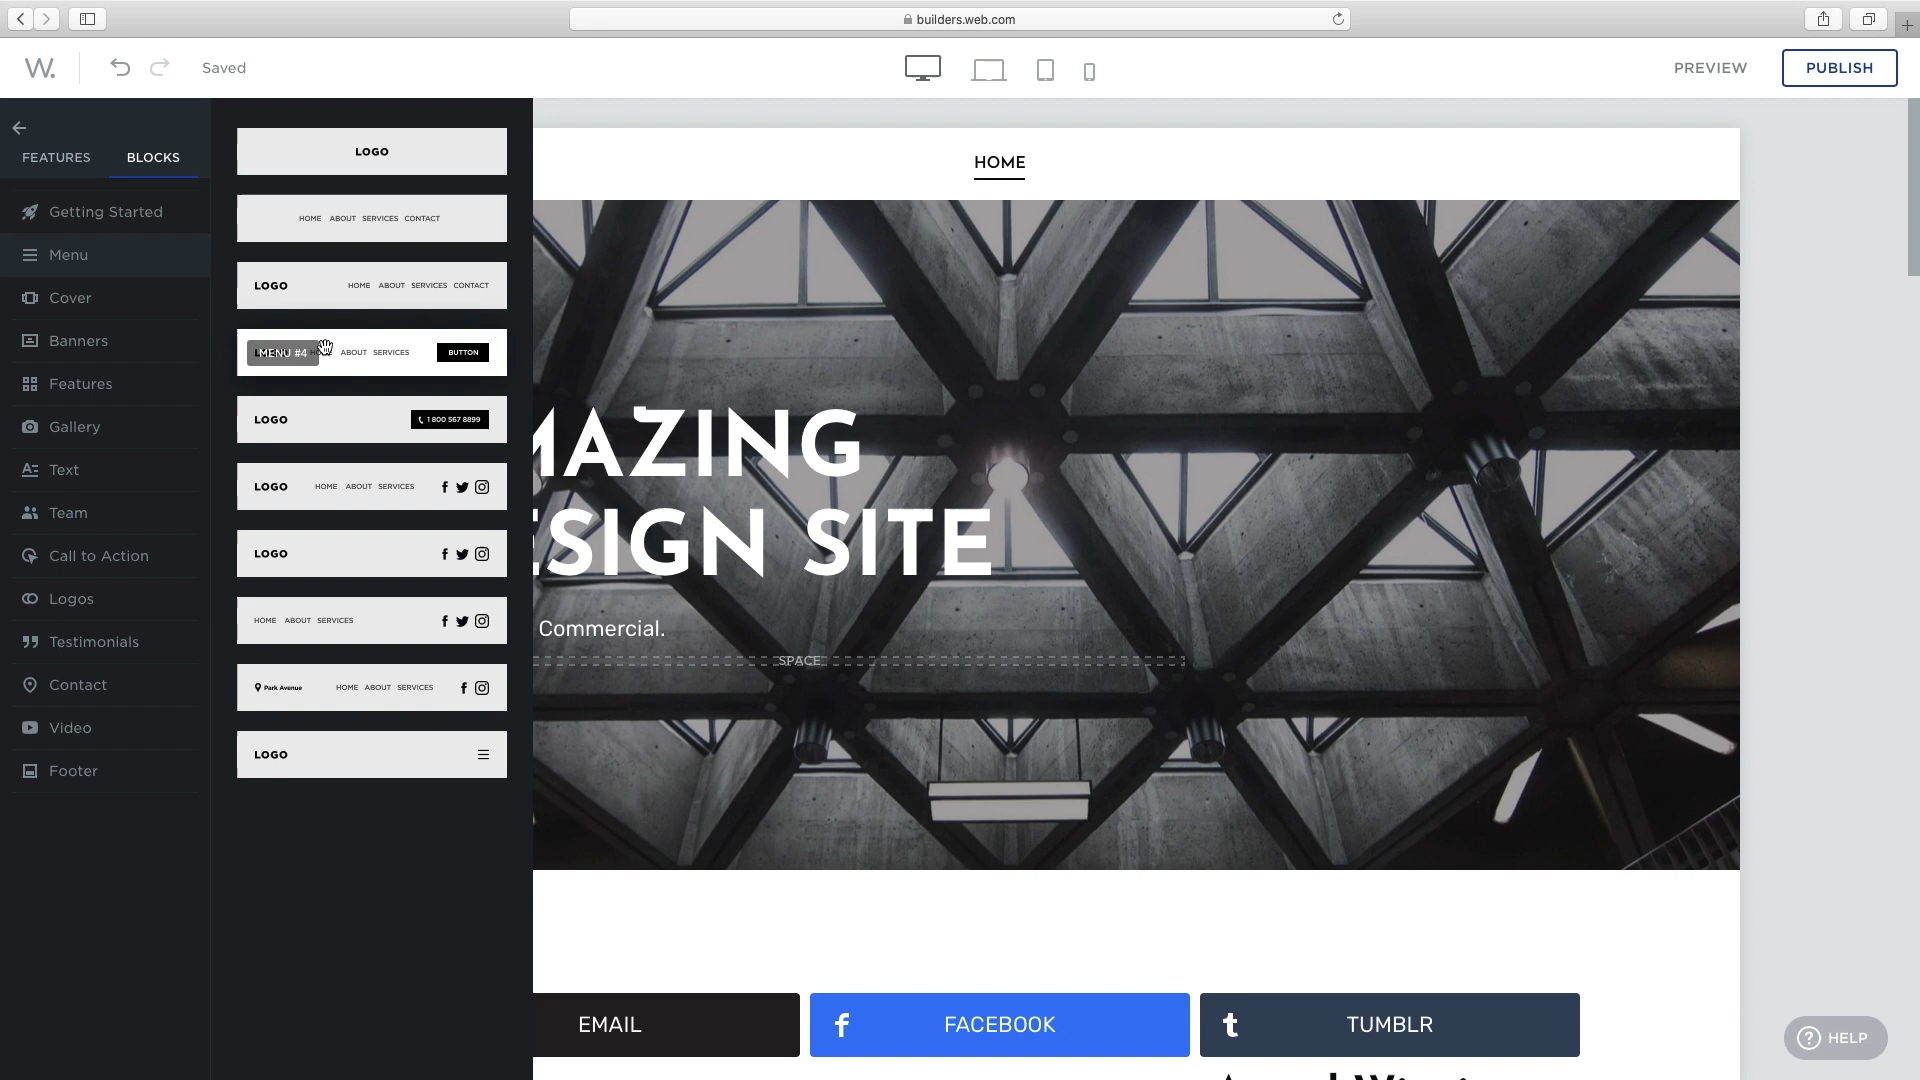 builders.web.com
W.
Saved
PREVIEW
PUBLISH
FEATURES
BLOCKS
Getting Started
Menu
Cover
Banners
Features
Gallery
Text
Team
Call to Action
Logos
Testimonials
Contact
Video
Footer
LOGO
HOME ABOUT SERVICES CONTACT
LOGO HOME ABOUT SERVICES CONTACT
MENU #4 ABOUT SERVICES BUTTON
LOGO 1 800 567 8899
LOGO HOME ABOUT SERVICES
LOGO
HOME ABOUT SERVICES
Park Avenue HOME ABOUT SERVICES
LOGO
HOME
MAZING
ESIGN SITE
Commercial.
SPACE
EMAIL
FACEBOOK
TUMBLR
HELP